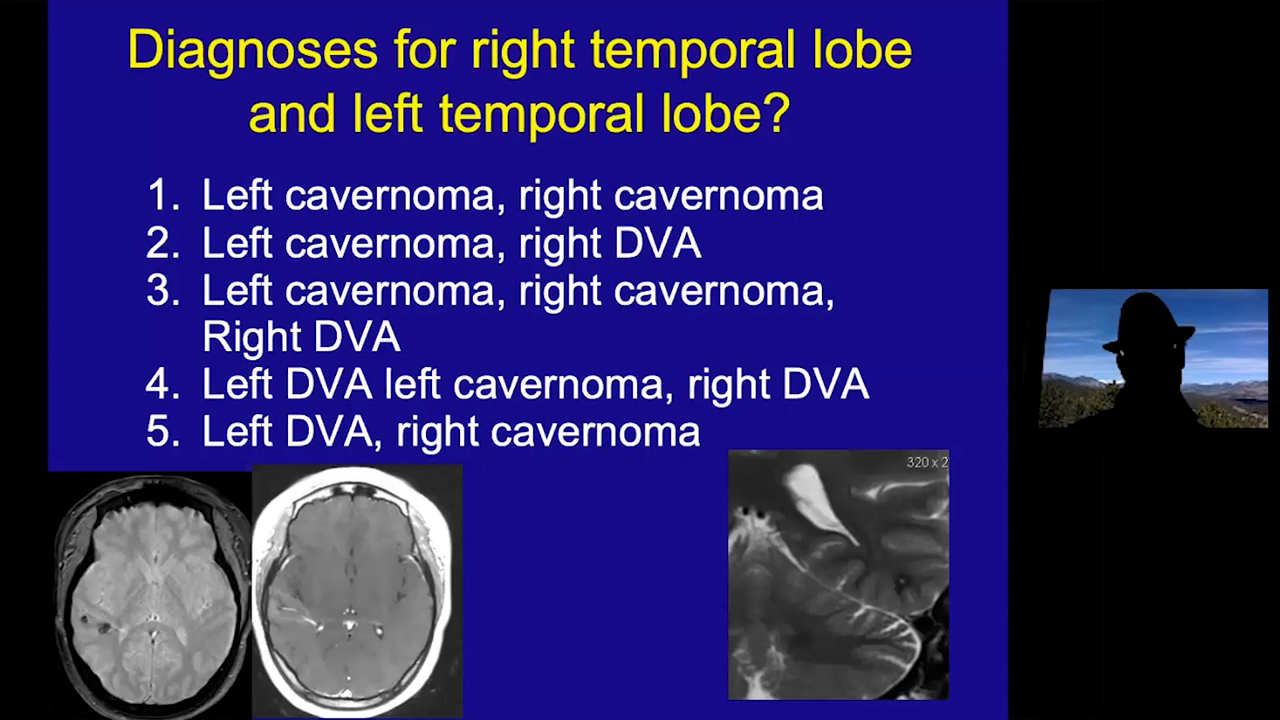 Diagnoses for right temporal lobe
and left temporal lobe?
1. Left cavernoma, right cavernoma
2. Left cavernoma, right DVA
3. Left cavernoma, right cavernoma,
Right DVA
4. Left DVA left cavernoma, right DVA
5. Left DVA, right cavernoma
320 x 2